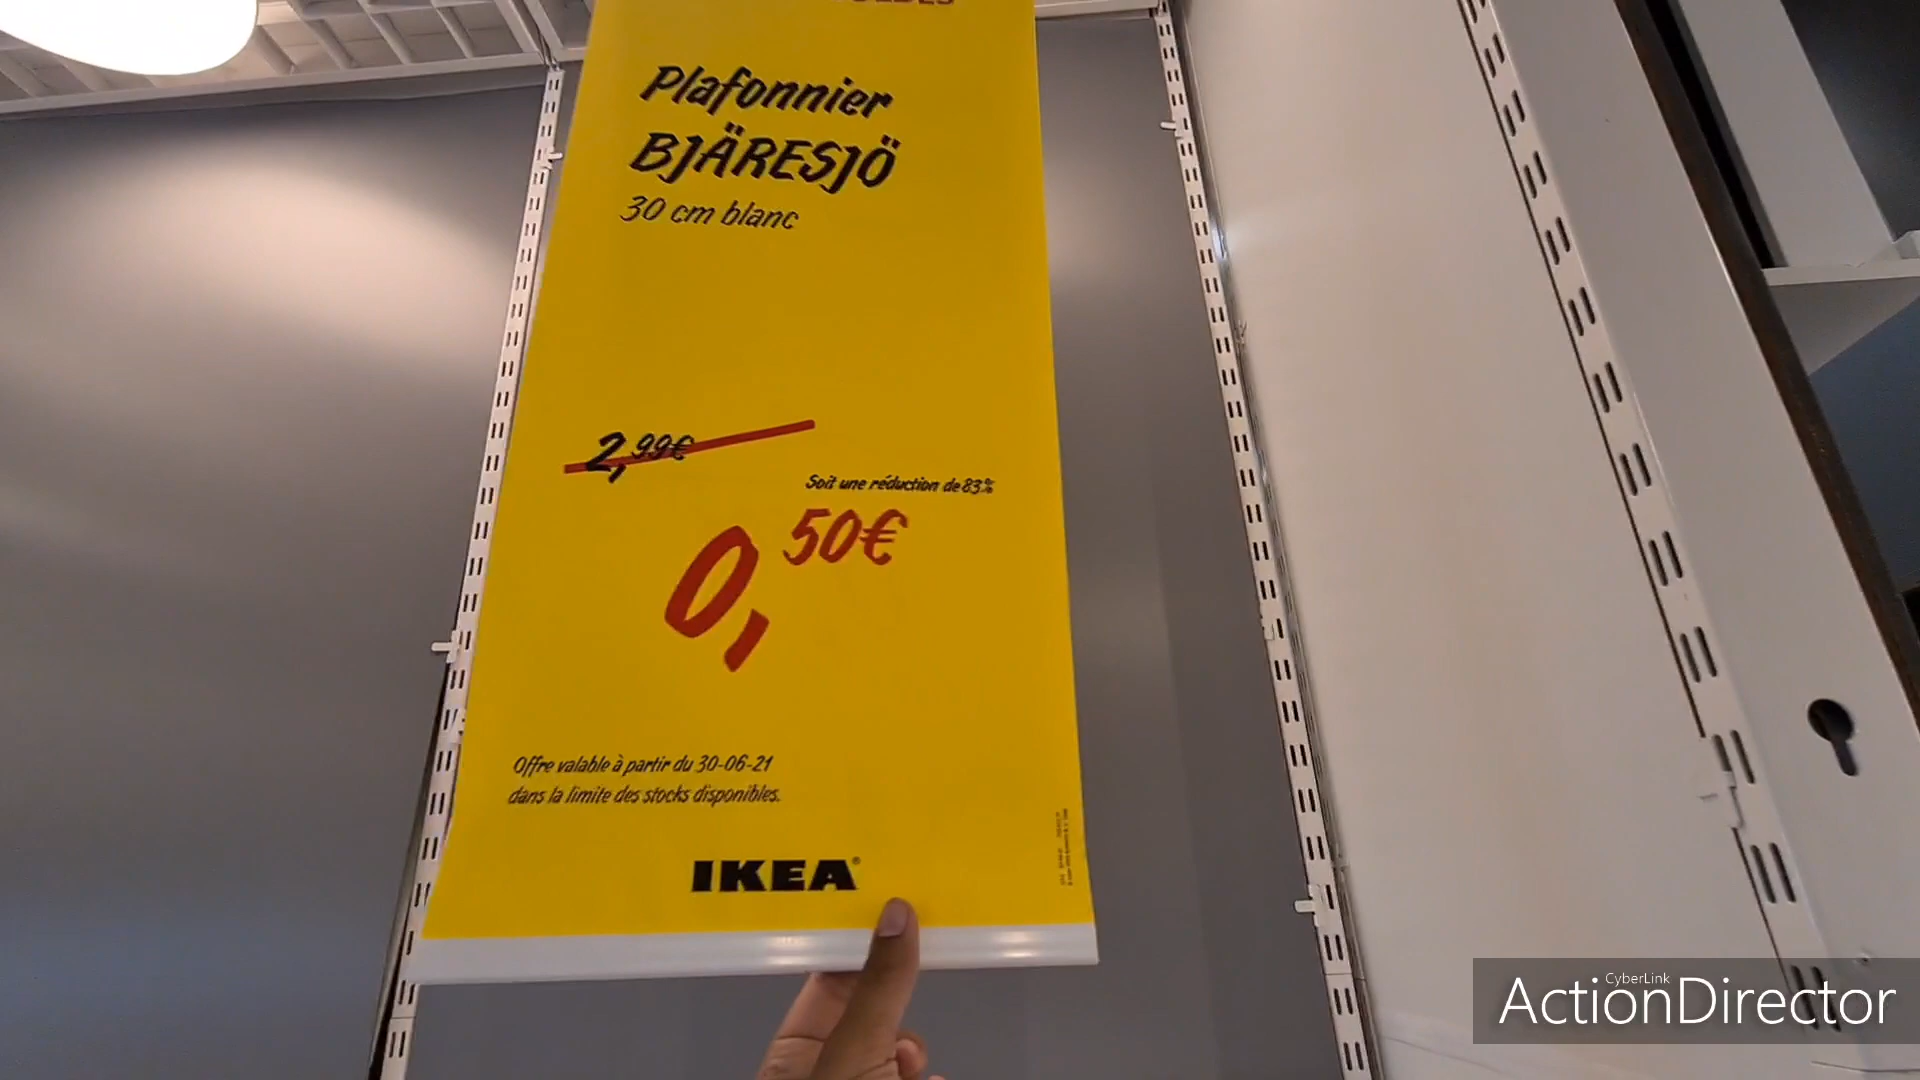 Plafonnier
BJÄRESJÖ
30 cm blanc
2,99€
Soit une réduction de 83%
0,50€
Offre valable à partir du 30-06-21
dans la limite des stocks disponibles.
IKEA®
CyberLink
ActionDirector